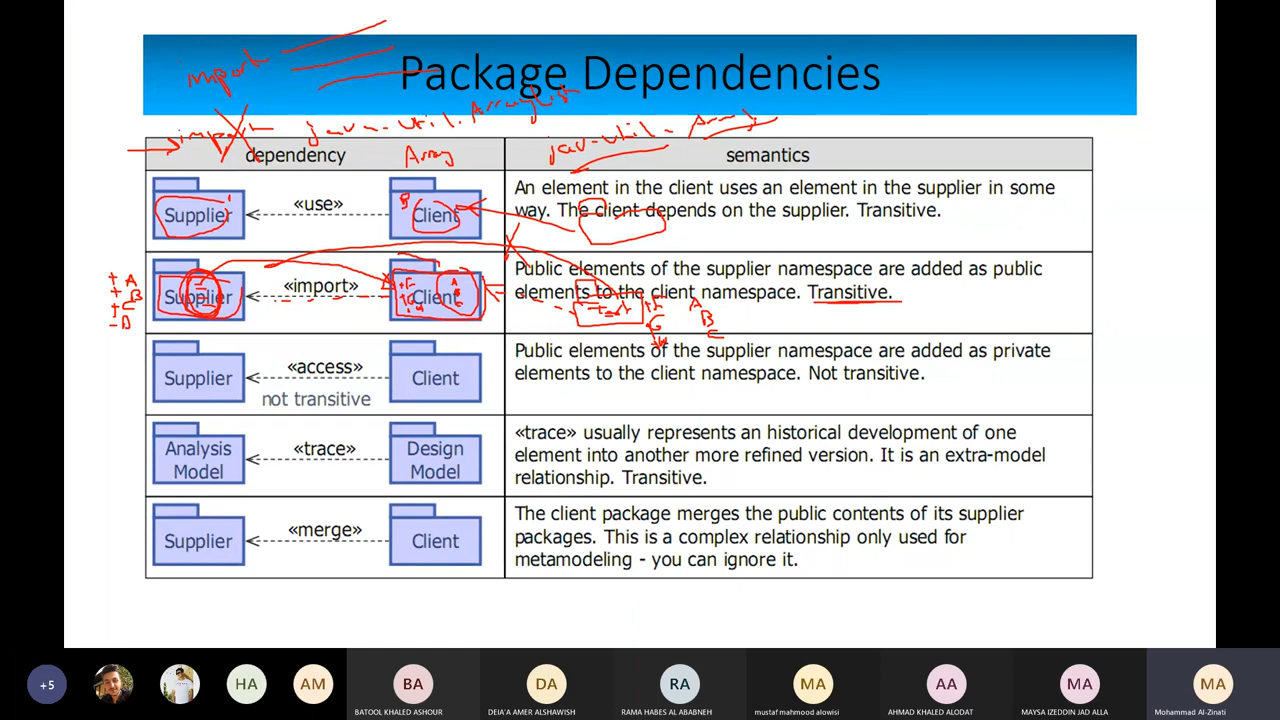 Package Dependencies
import
import java.util.ArrayList
java.util.Array
dependency
Array
semantics
Supplier
«use»
Client
An element in the client uses an element in the supplier in some
way. The client depends on the supplier. Transitive.
+ A
+ B
+ C
- D
Supplier
«import»
Client
Public elements of the supplier namespace are added as public
elements to the client namespace. Transitive.
A
B
C
Supplier
«access»
not transitive
Client
Public elements of the supplier namespace are added as private
elements to the client namespace. Not transitive.
Analysis
Model
«trace»
Design
Model
«trace» usually represents an historical development of one
element into another more refined version. It is an extra-model
relationship. Transitive.
Supplier
«merge»
Client
The client package merges the public contents of its supplier
packages. This is a complex relationship only used for
metamodeling - you can ignore it.
+5
HA
AM
BA
BATOOL KHALED ASHOUR
DA
DEIA'A AMER ALSHAWISH
RA
RAMA HABES AL ABABNEH
MA
mustaf mahmood alowisi
AA
AHMAD KHALED ALODAT
MA
MAYSA IZEDDIN JAD ALLA
MA
Mohammad Al-Zinati